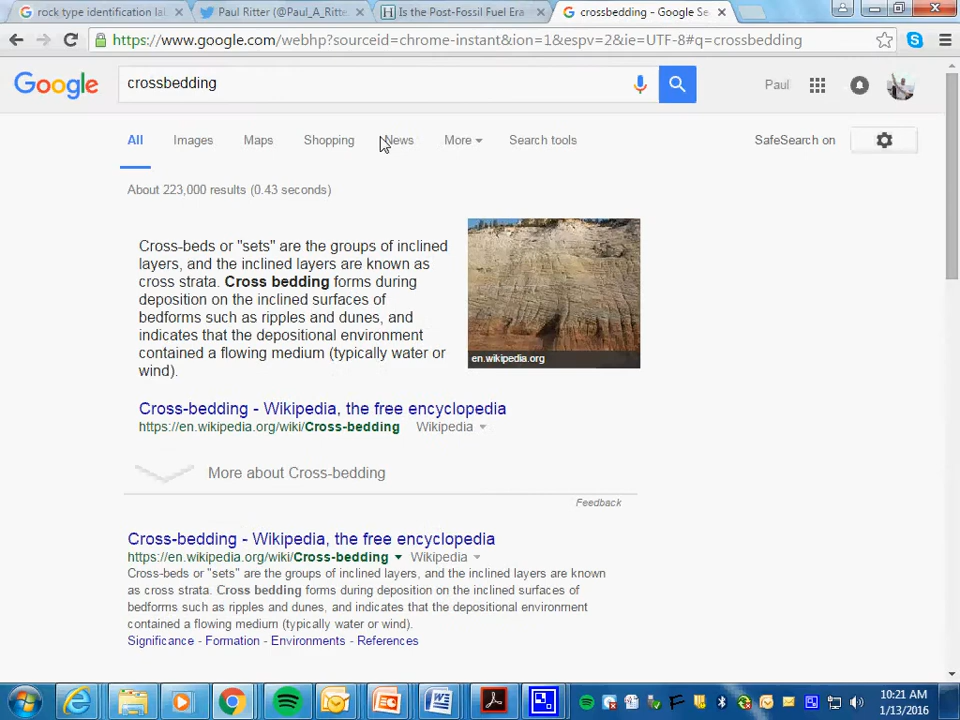 rock type identification la
Paul Ritter (@Paul_A_Ritte
Is the Post-Fossil Fuel Era
crossbedding - Google Se
https://www.google.com/webhp?sourceid=chrome-instant&ion=1&espv=2&ie=UTF-8#q=crossbedding
Google
crossbedding
Paul
All Images Maps Shopping News More Search tools
SafeSearch on
About 223,000 results (0.43 seconds)
Cross-beds or "sets" are the groups of inclined
layers, and the inclined layers are known as
cross strata. Cross bedding forms during
deposition on the inclined surfaces of
bedforms such as ripples and dunes, and
indicates that the depositional environment
contained a flowing medium (typically water or
wind).
en.wikipedia.org
Cross-bedding - Wikipedia, the free encyclopedia
https://en.wikipedia.org/wiki/Cross-bedding Wikipedia
More about Cross-bedding
Feedback
Cross-bedding - Wikipedia, the free encyclopedia
https://en.wikipedia.org/wiki/Cross-bedding Wikipedia
Cross-beds or "sets" are the groups of inclined layers, and the inclined layers are known
as cross strata. Cross bedding forms during deposition on the inclined surfaces of
bedforms such as ripples and dunes, and indicates that the depositional environment
contained a flowing medium (typically water or wind).
Significance - Formation - Environments - References
10:21 AM
1/13/2016